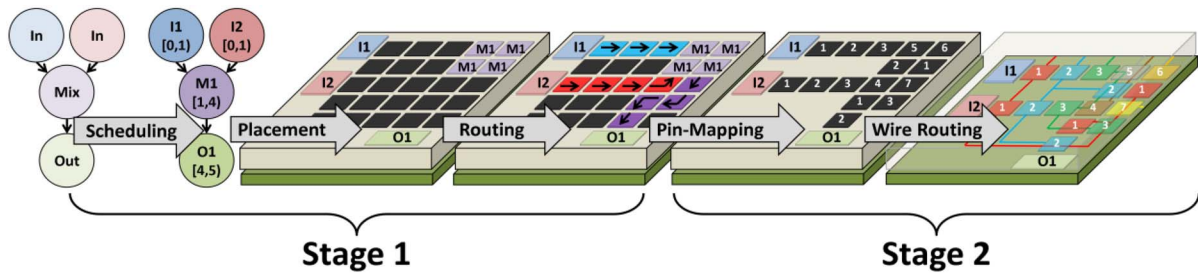 In In
Mix
Out
Scheduling
I1 [0,1]
I2 [0,1]
M1 [1,4]
O1 [4,5]
Placement
I1
M1 M1
M1 M1
I2
O1
Routing
I1
M1 M1
M1 M1
I2
O1
Pin-Mapping
I1 1 2 3 5 6
2 1
I2 1 2 3 4 7
1 3
2
O1
Wire Routing
I1 1 2 3 5 6
2 1
I2 1 2 3 4 7
1 3
2
O1
Stage 1
Stage 2